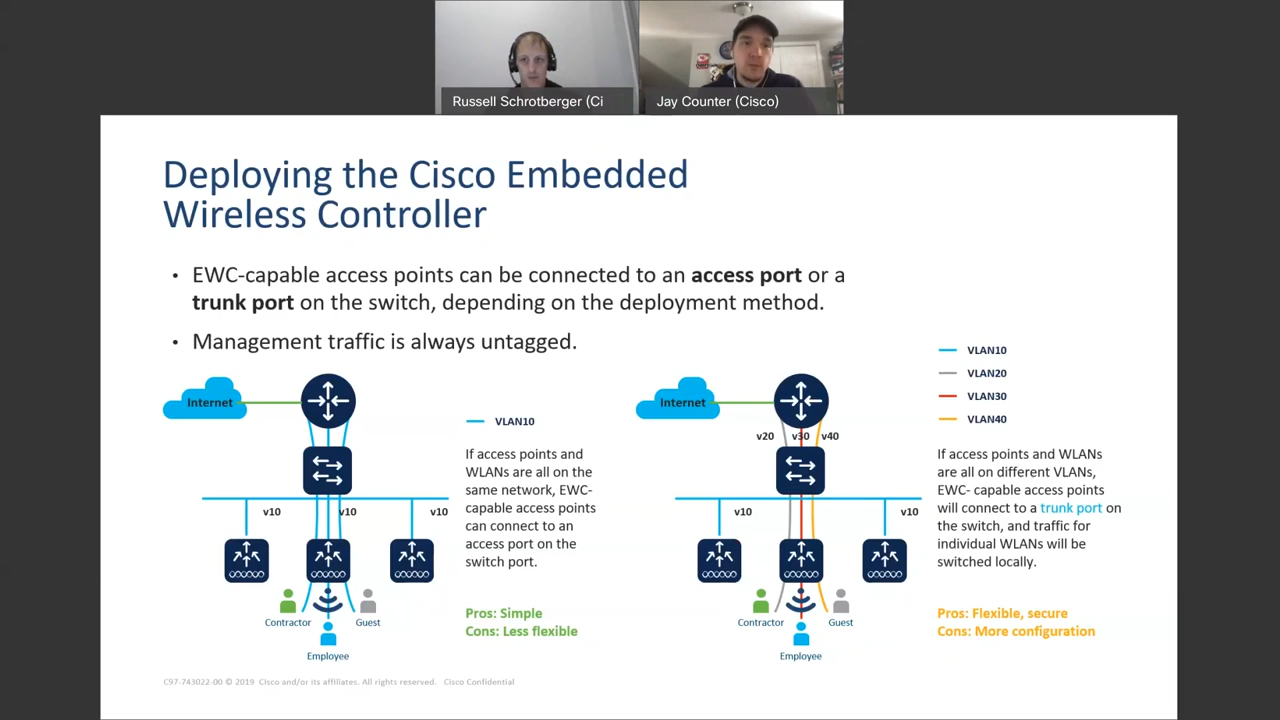 Russell Schrotberger (Ci
Jay Counter (Cisco)
Deploying the Cisco Embedded
Wireless Controller
• EWC-capable access points can be connected to an access port or a
trunk port on the switch, depending on the deployment method.
• Management traffic is always untagged.
Internet
VLAN10
If access points and
WLANs are all on the
same network, EWC-
capable access points
can connect to an
access port on the
switch port.
v10
v10
v10
Contractor
Guest
Employee
Pros: Simple
Cons: Less flexible
Internet
v20
v30
v40
VLAN10
VLAN20
VLAN30
VLAN40
If access points and WLANs
are all on different VLANs,
EWC- capable access points
will connect to a trunk port on
the switch, and traffic for
individual WLANs will be
switched locally.
v10
v10
Contractor
Guest
Employee
Pros: Flexible, secure
Cons: More configuration
C97-743022-00 © 2019 Cisco and/or its affiliates. All rights reserved. Cisco Confidential